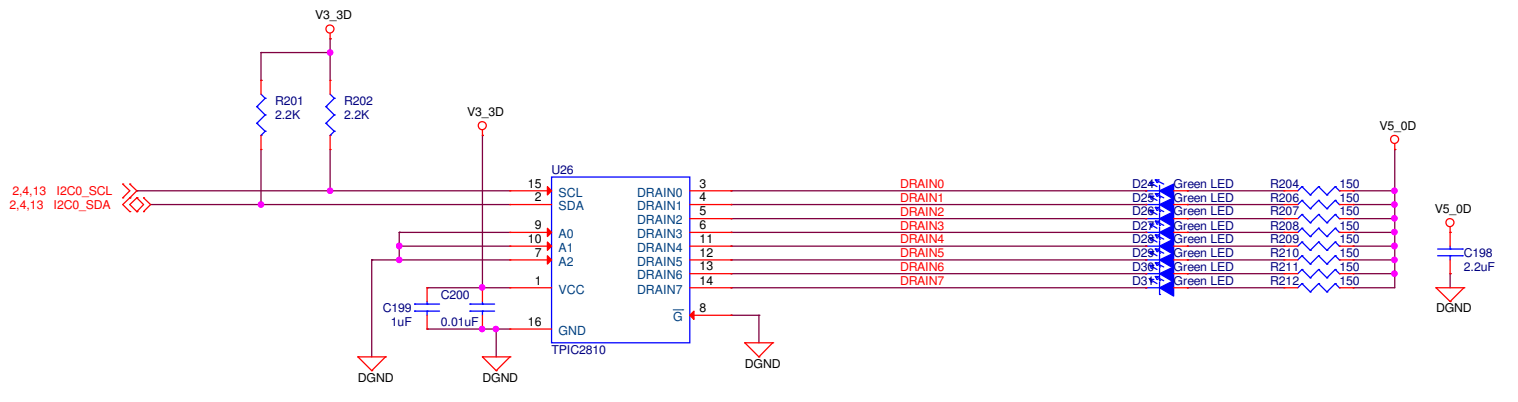 V3_3D
R201
2.2K
R202
2.2K
V3_3D
V5_0D
2,4,13 I2C0_SCL
2,4,13 I2C0_SDA
U26
15 SCL
2 SDA
9 A0
10 A1
7 A2
1 VCC
16 GND
DRAIN0 3
DRAIN1 4
DRAIN2 5
DRAIN3 6
DRAIN4 11
DRAIN5 12
DRAIN6 13
DRAIN7 14
G 8
TPIC2810
DRAIN0 D24 Green LED R204 150
DRAIN1 D25 Green LED R206 150
DRAIN2 D26 Green LED R207 150
DRAIN3 D27 Green LED R208 150
DRAIN4 D28 Green LED R209 150
DRAIN5 D29 Green LED R210 150
DRAIN6 D30 Green LED R211 150
DRAIN7 D31 Green LED R212 150
V5_0D
C198
2.2uF
DGND
C199
1uF
C200
0.01uF
DGND
DGND
DGND